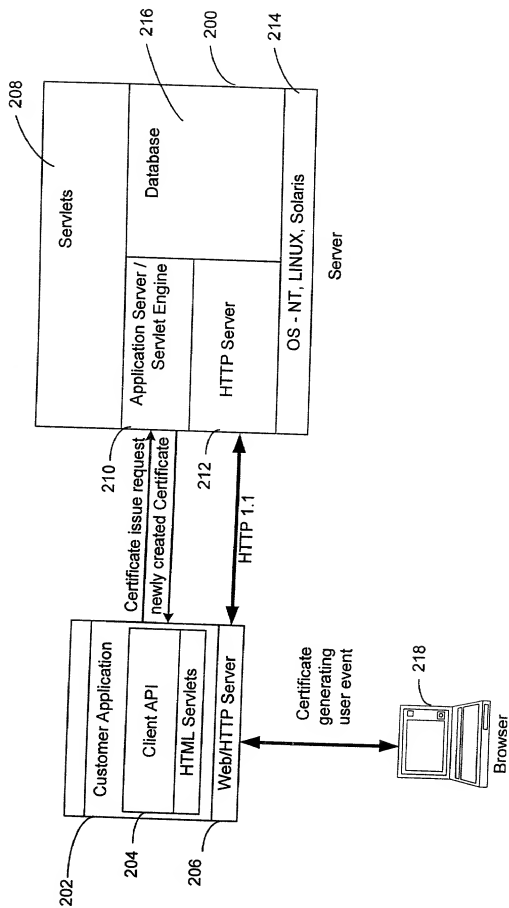 202
Customer Application
Client API
204
HTML Servlets
206
Web/HTTP Server
Certificate
generating
user event
218
Browser
Certificate issue request
newly created Certificate
HTTP 1.1
208
Servlets
210
Application Server /
Servlet Engine
216
Database
212
HTTP Server
200
214
OS - NT, LINUX, Solaris
Server